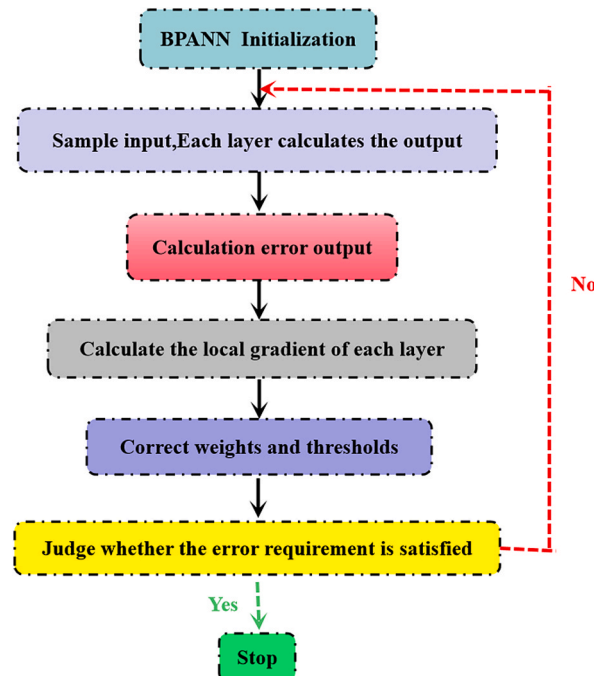 BPANN Initialization
Sample input,Each layer calculates the output
Calculation error output
No
Calculate the local gradient of each layer
Correct weights and thresholds
Judge whether the error requirement is satisfied
Yes
Stop